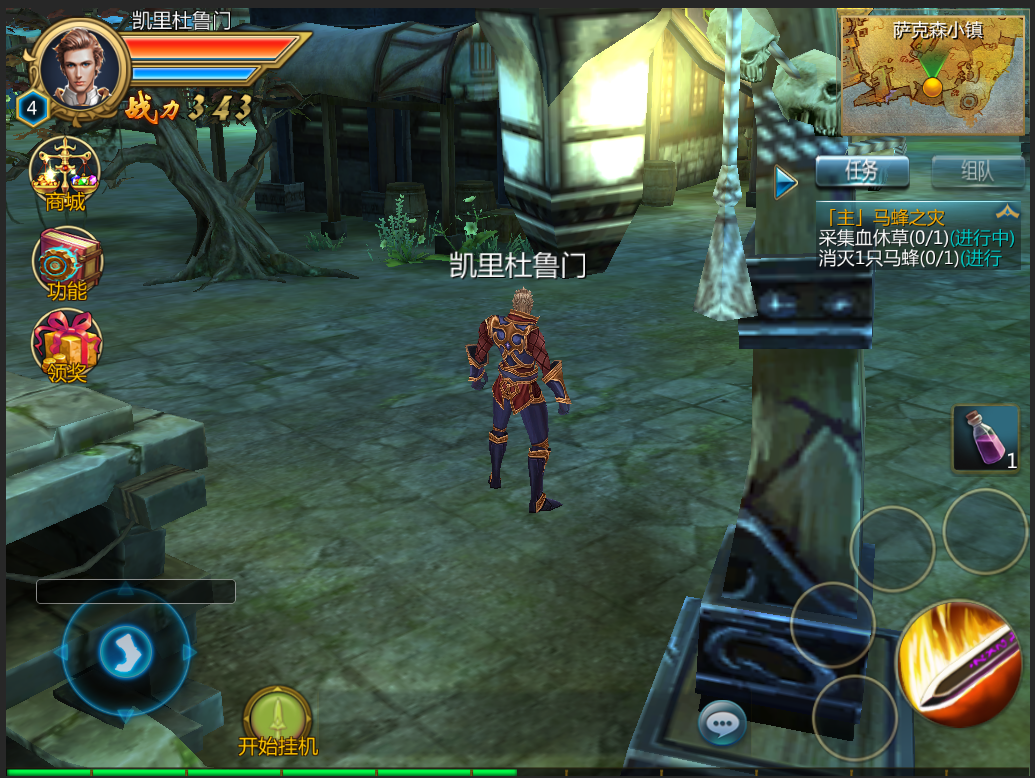 凯里杜鲁门
萨克森小镇
4
战力343
商城
任务
组队
「主」马蜂之灾
采集血休草(0/1)(进行中)
消灭1只马蜂(0/1)(进行
功能
凯里杜鲁门
领奖
1
开始挂机